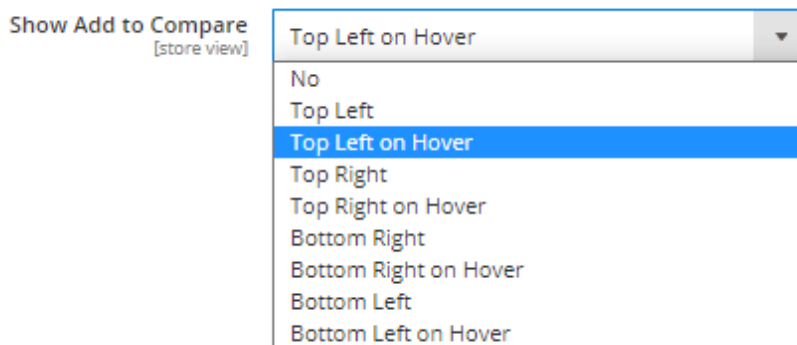 Show Add to Compare
[store view]
Top Left on Hover
No
Top Left
Top Left on Hover
Top Right
Top Right on Hover
Bottom Right
Bottom Right on Hover
Bottom Left
Bottom Left on Hover